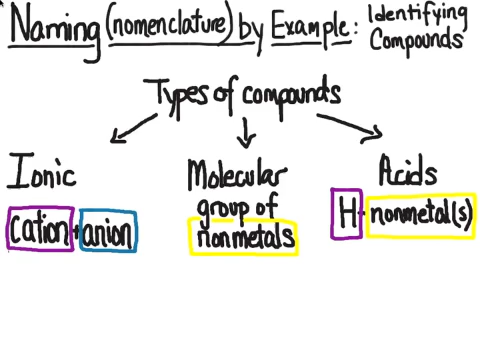 Naming (nomenclature) by Example: Identifying
Compounds
Types of compounds
Ionic
cation + anion
Molecular
group of
nonmetals
Acids
H - nonmetal(s)